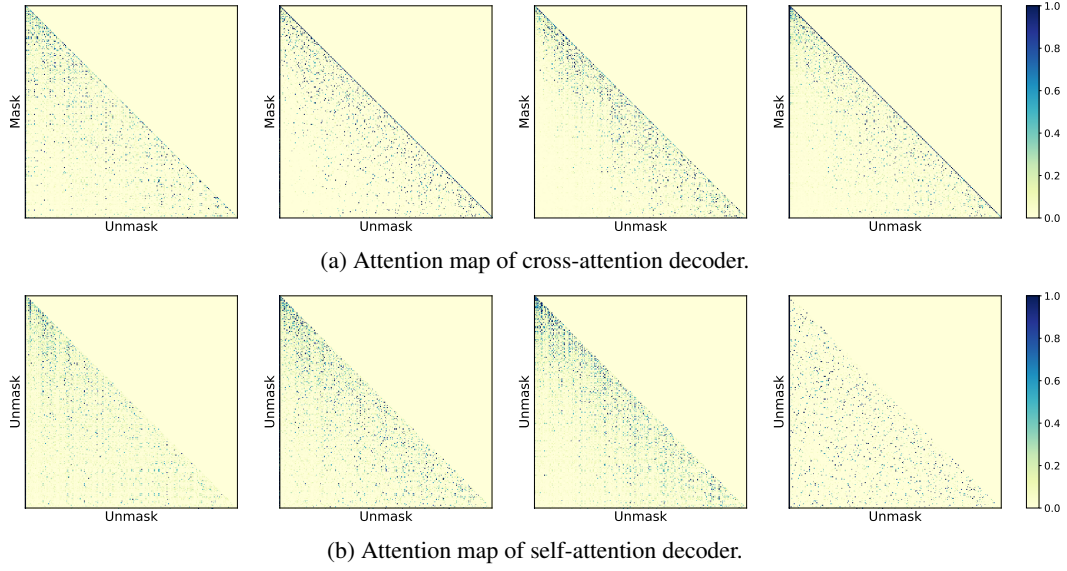 Mask Mask Mask Mask
1.0
0.8
0.6
0.4
0.2
0.0
Unmask Unmask Unmask Unmask
(a) Attention map of cross-attention decoder.
Unmask Unmask Unmask Unmask
1.0
0.8
0.6
0.4
0.2
0.0
Unmask Unmask Unmask Unmask
(b) Attention map of self-attention decoder.